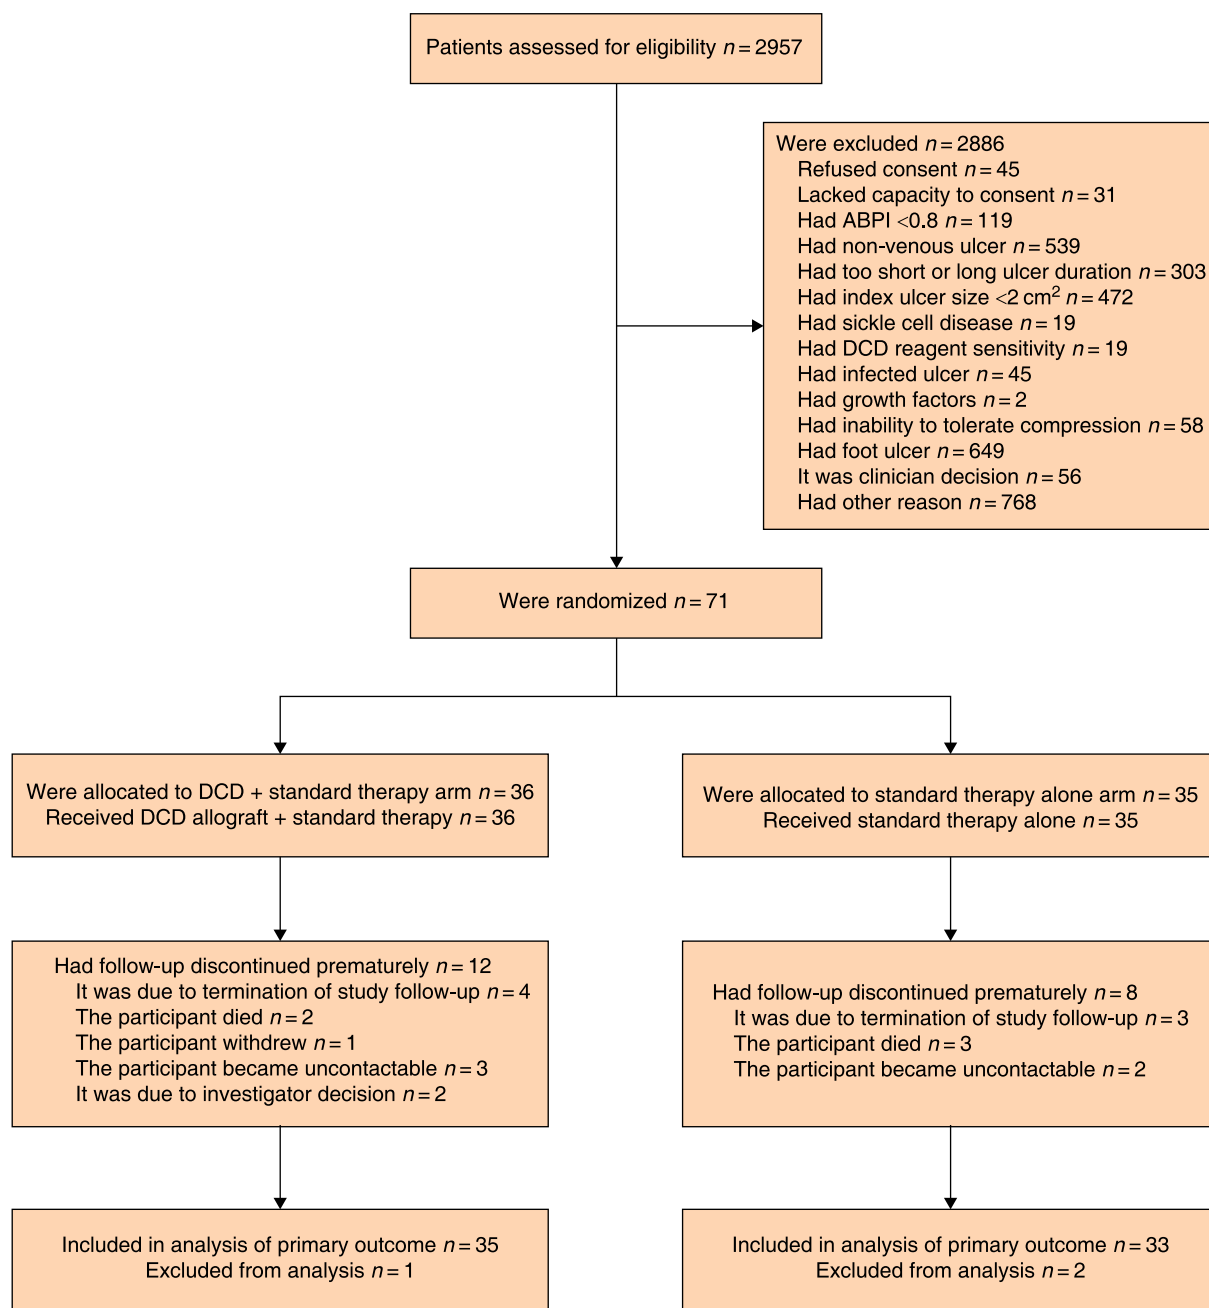 Patients assessed for eligibility n = 2957
Were excluded n = 2886
Refused consent n = 45
Lacked capacity to consent n = 31
Had ABPI <0.8 n = 119
Had non-venous ulcer n = 539
Had too short or long ulcer duration n = 303
Had index ulcer size <2 cm² n = 472
Had sickle cell disease n = 19
Had DCD reagent sensitivity n = 19
Had infected ulcer n = 45
Had growth factors n = 2
Had inability to tolerate compression n = 58
Had foot ulcer n = 649
It was clinician decision n = 56
Had other reason n = 768
Were randomized n = 71
Were allocated to DCD + standard therapy arm n = 36
Received DCD allograft + standard therapy n = 36
Were allocated to standard therapy alone arm n = 35
Received standard therapy alone n = 35
Had follow-up discontinued prematurely n = 12
It was due to termination of study follow-up n = 4
The participant died n = 2
The participant withdrew n = 1
The participant became uncontactable n = 3
It was due to investigator decision n = 2
Had follow-up discontinued prematurely n = 8
It was due to termination of study follow-up n = 3
The participant died n = 3
The participant became uncontactable n = 2
Included in analysis of primary outcome n = 35
Excluded from analysis n = 1
Included in analysis of primary outcome n = 33
Excluded from analysis n = 2